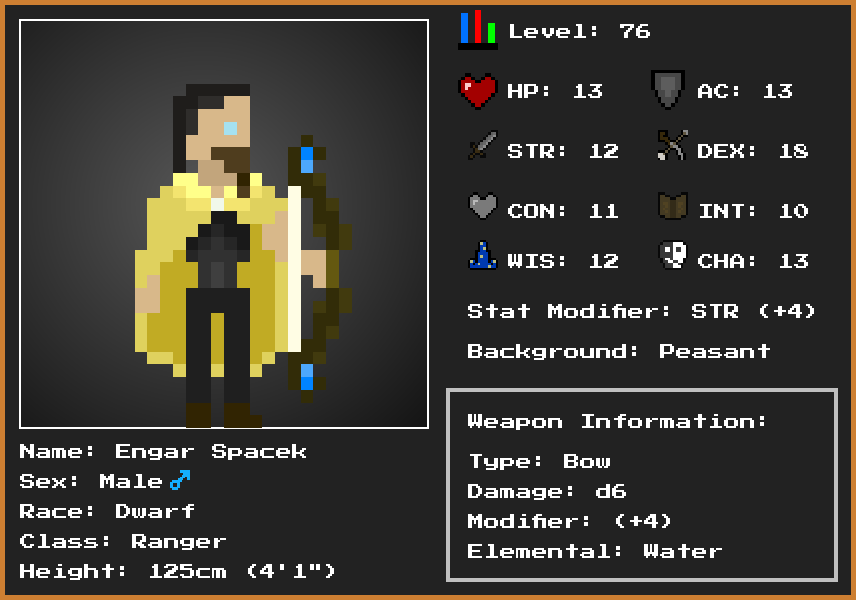 Level: 76
HP: 13 AC: 13
STR: 12 DEX: 18
CON: 11 INT: 10
WIS: 12 CHA: 13
Stat Modifier: STR (+4)
Background: Peasant
Weapon Information:
Type: Bow
Damage: d6
Modifier: (+4)
Elemental: Water
Name: Engar Spacek
Sex: Male ♂
Race: Dwarf
Class: Ranger
Height: 125cm (4'1")